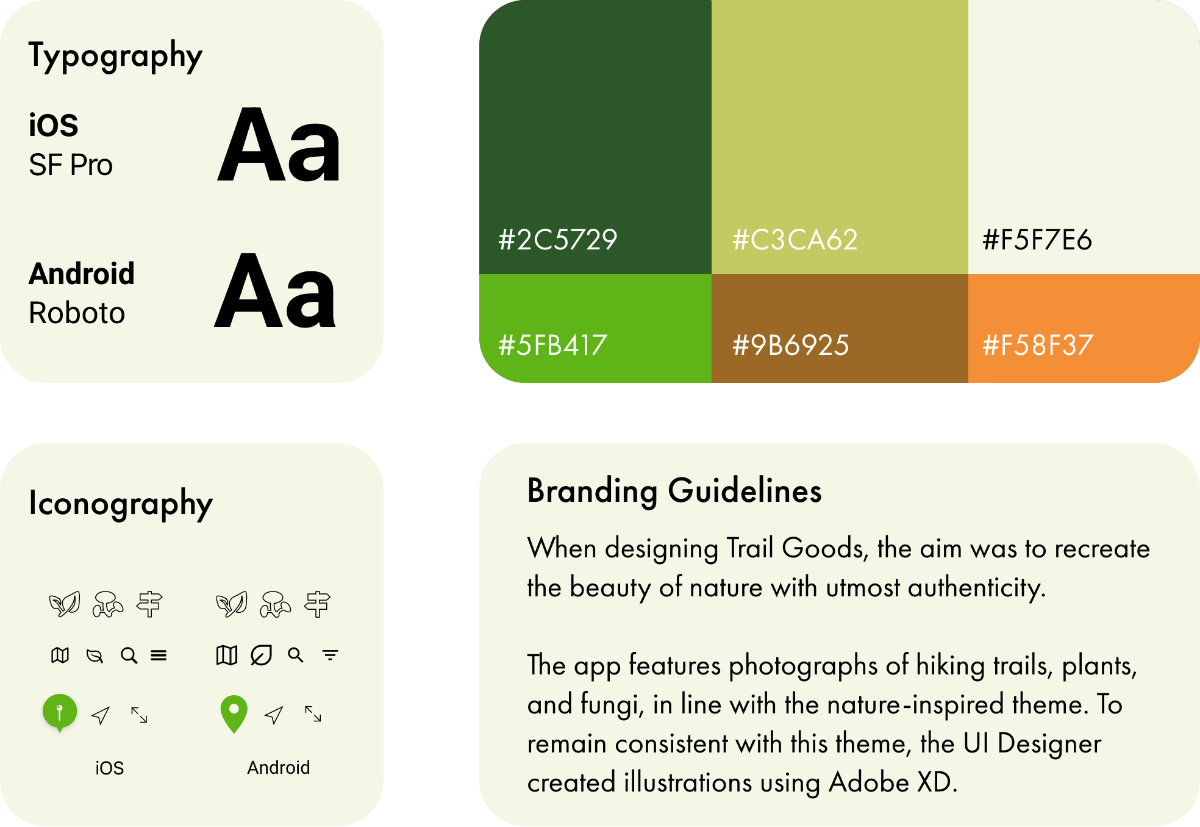 Typography
iOS
SF Pro
Aa
Android
Roboto
Aa
#2C5729
#C3CA62
#F5F7E6
#5FB417
#9B6925
#F58F37
Iconography
iOS
Android
Branding Guidelines
When designing Trail Goods, the aim was to recreate
the beauty of nature with utmost authenticity.
The app features photographs of hiking trails, plants,
and fungi, in line with the nature-inspired theme. To
remain consistent with this theme, the UI Designer
created illustrations using Adobe XD.